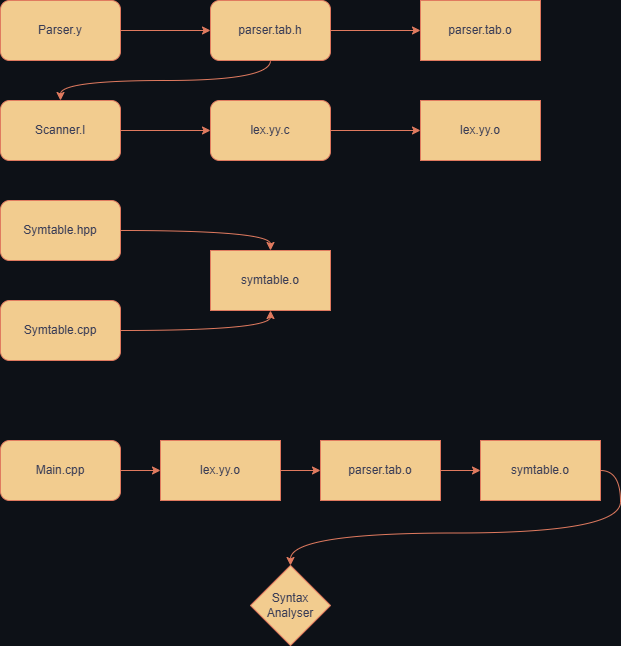 Parser.y
parser.tab.h
parser.tab.o
Scanner.l
lex.yy.c
lex.yy.o
Symtable.hpp
symtable.o
Symtable.cpp
Main.cpp
lex.yy.o
parser.tab.o
symtable.o
Syntax
Analyser